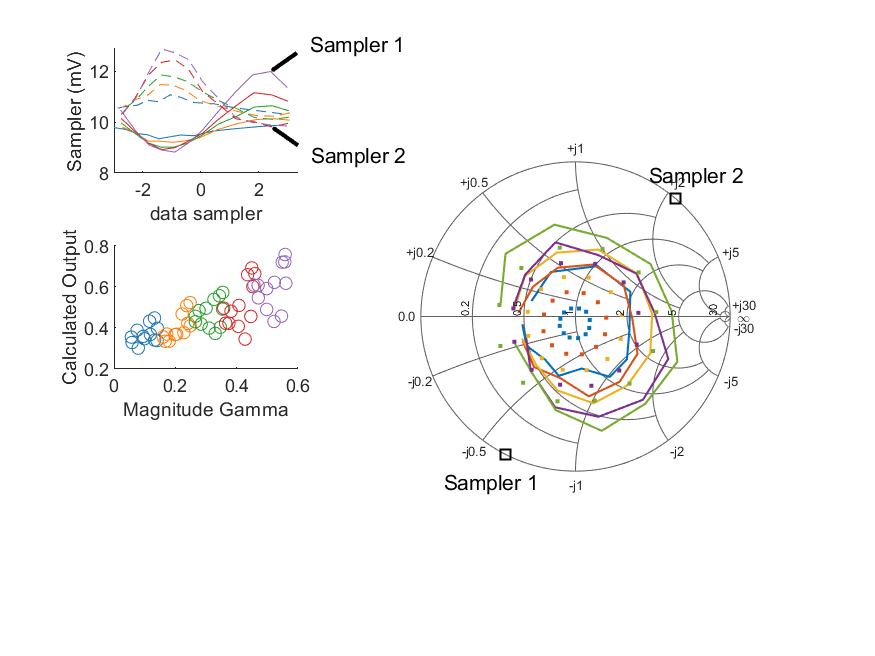 Sampler 1
12
10
8
Sampler (mV)
-2
0
2
data sampler
Sampler 2
0.8
0.6
0.4
0.2
Calculated Output
0
0.2
0.4
0.6
Magnitude Gamma
+j1
Sampler 2
+j2
+j0.5
+j0.2
+j5
0.0
0.2
0.5
1
2
5
30
+j30
∞
-j30
-j0.2
-j5
-j0.5
-j2
Sampler 1
-j1